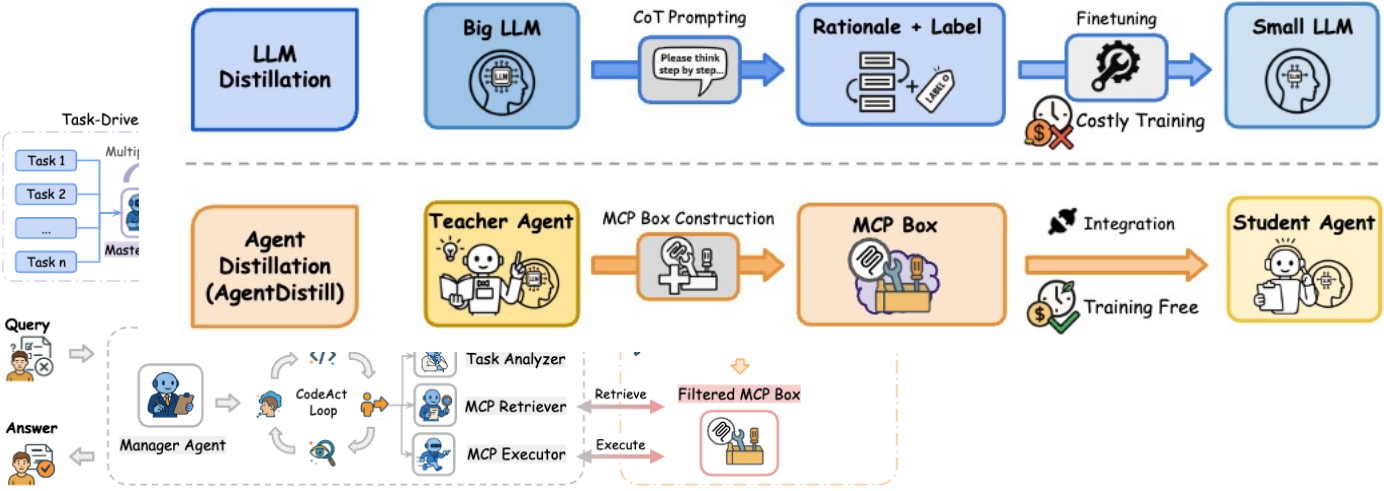 LLM
Distillation
Big LLM
LLM
CoT Prompting
Please think
step by step...
Rationale + Label
LABEL
Finetuning
Costly Training
Small LLM
Task-Drive
Multip
Task 1
Task 2
...
Task n
Maste
Agent
Distillation
(AgentDistill)
Teacher Agent
LLM
MCP Box Construction
MCP Box
Integration
Training Free
Student Agent
Query
Answer
Manager Agent
</>
CodeAct
Loop
Task Analyzer
MCP Retriever
MCP Executor
Retrieve
Execute
Filtered MCP Box